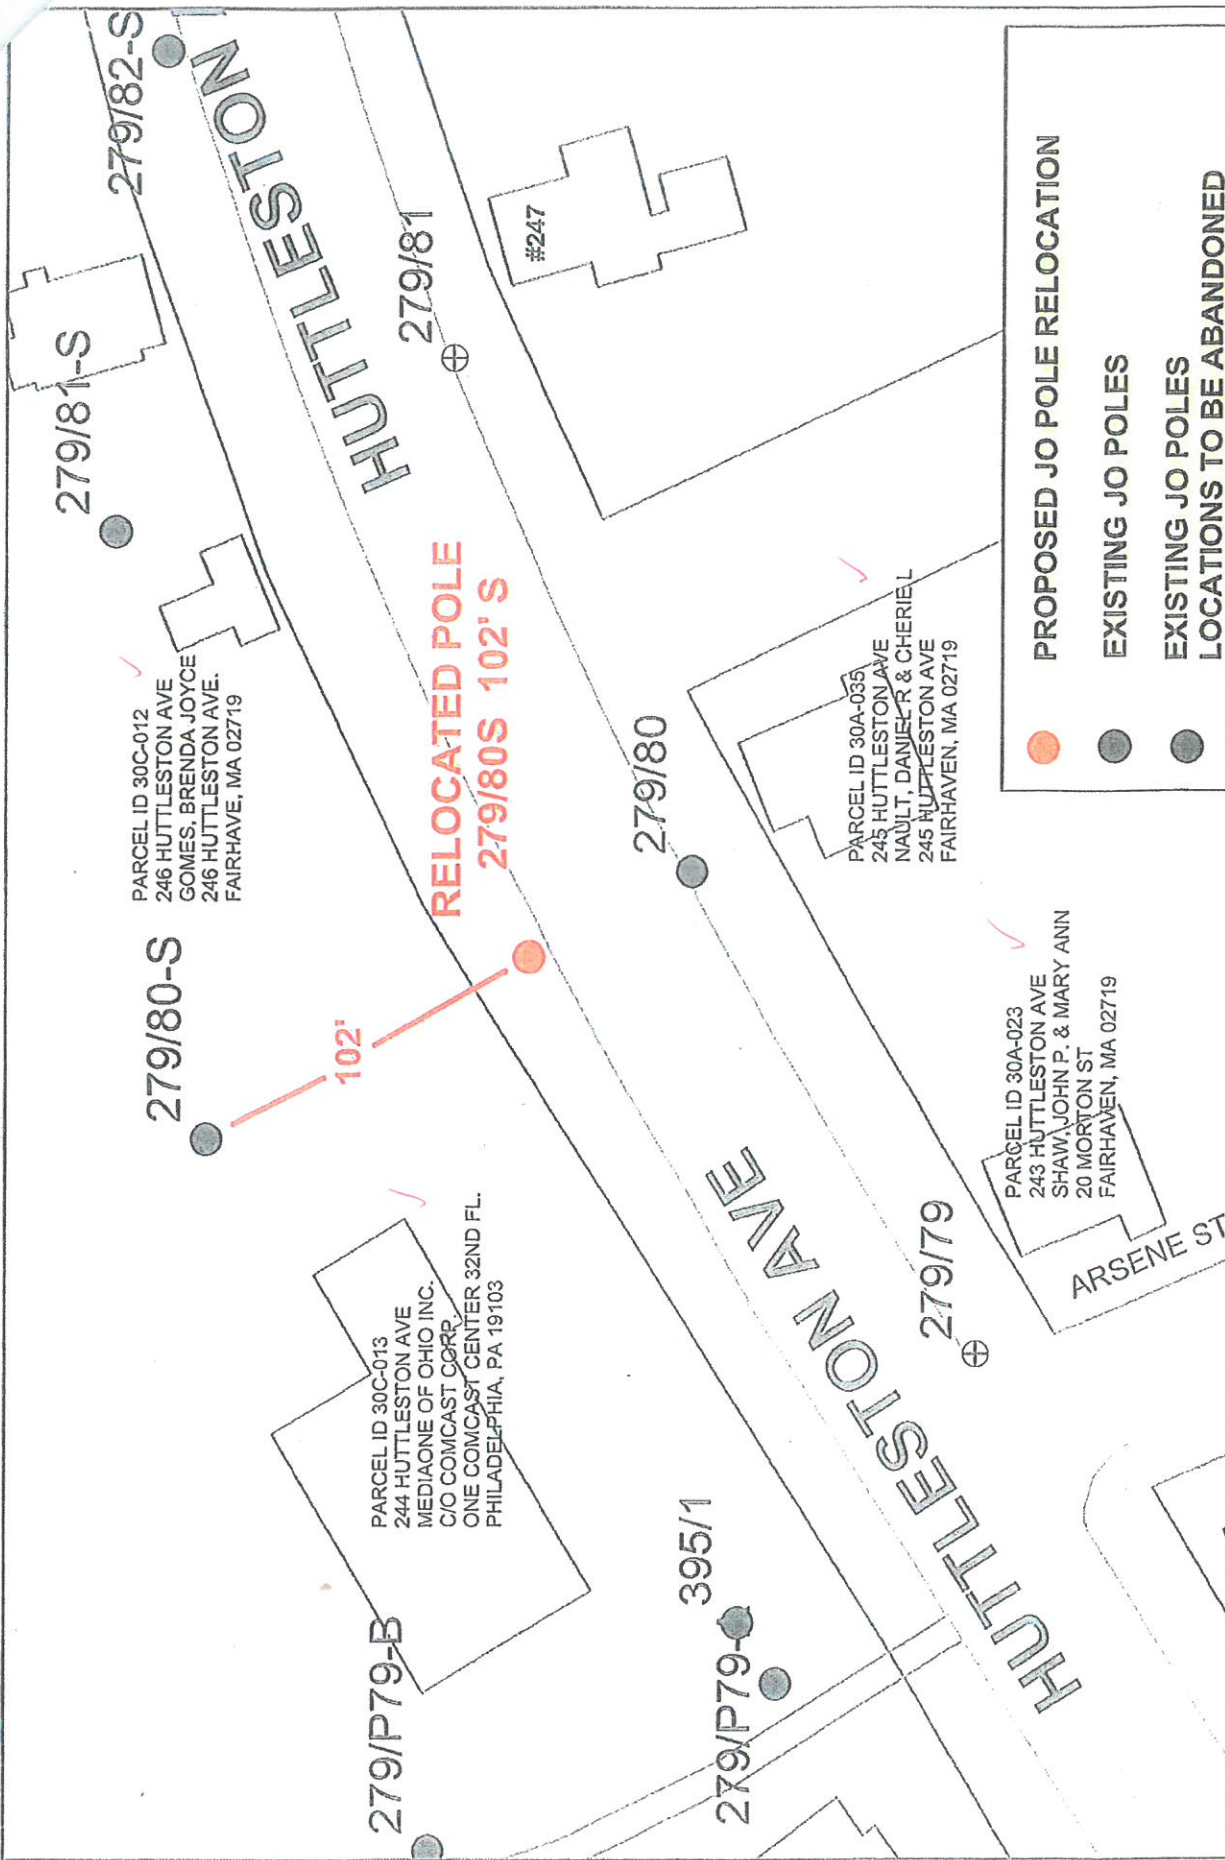 279/82-S
HUTTLESTON
279/81-S
279/81
#247
PARCEL ID 30C-012
246 HUTTLESTON AVE
GOMES, BRENDA JOYCE
246 HUTTLESTON AVE.
FAIRHAVE, MA 02719
RELOCATED POLE
279/80S 102' S
279/80-S
102'
279/80
PARCEL ID 30A-035
245 HUTTLESTON AVE
NAULT, DANIEL R & CHERIE L
245 HUTTLESTON AVE
FAIRHAVEN, MA 02719
PARCEL ID 30C-013
244 HUTTLESTON AVE
MEDIAONE OF OHIO INC.
C/O COMCAST CORP.
ONE COMCAST CENTER 32ND FL.
PHILADELPHIA, PA 19103
PARCEL ID 30A-023
243 HUTTLESTON AVE
SHAW, JOHN P. & MARY ANN
20 MORTON ST
FAIRHAVEN, MA 02719
HUTTLESTON AVE
279/79
ARSENE ST
279/P79-B
395/1
279/P79-
PROPOSED JO POLE RELOCATION
EXISTING JO POLES
EXISTING JO POLES
LOCATIONS TO BE ABANDONED